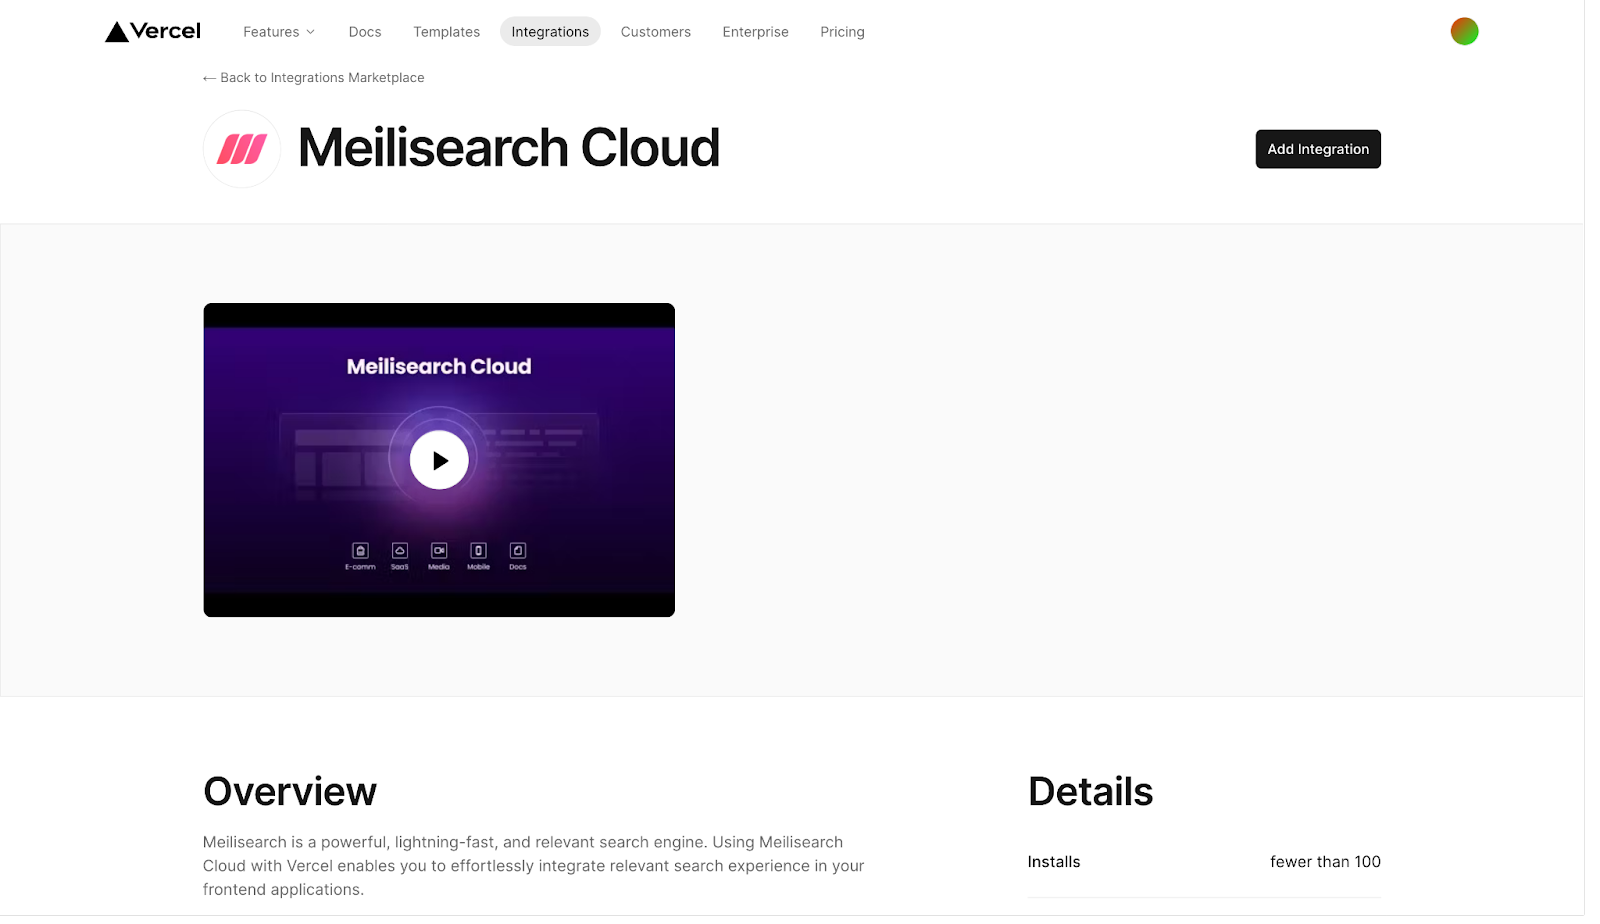 Vercel
Features
Docs
Templates
Integrations
Customers
Enterprise
Pricing
← Back to Integrations Marketplace
Meilisearch Cloud
Add Integration
Meilisearch Cloud
E-comm
SaaS
Media
Mobile
Docs
Overview
Meilisearch is a powerful, lightning-fast, and relevant search engine. Using Meilisearch
Cloud with Vercel enables you to effortlessly integrate relevant search experience in your
frontend applications.
Details
Installs
fewer than 100